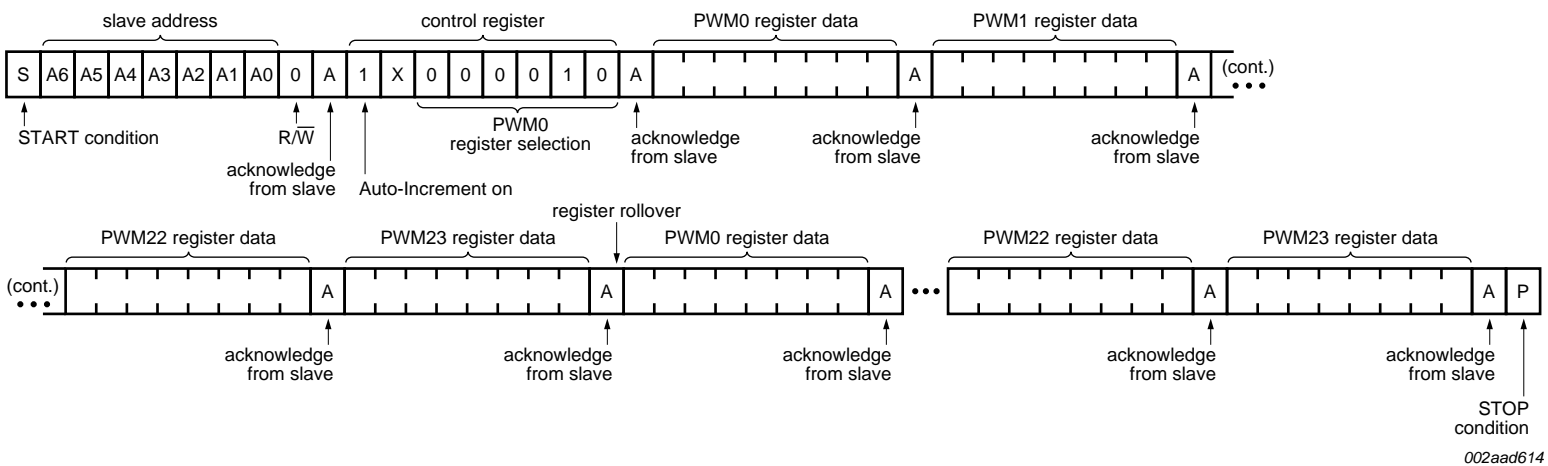 slave address control register PWM0 register data PWM1 register data
S A6 A5 A4 A3 A2 A1 A0 0 A 1 X 0 0 0 0 1 0 A A A (cont.)
START condition R/W̅ PWM0
register selection acknowledge
from slave acknowledge
from slave acknowledge
from slave
acknowledge
from slave Auto-Increment on
register rollover
PWM22 register data PWM23 register data PWM0 register data PWM22 register data PWM23 register data
(cont.) A A A A A P
acknowledge
from slave acknowledge
from slave acknowledge
from slave acknowledge
from slave acknowledge
from slave
STOP
condition
002aad614